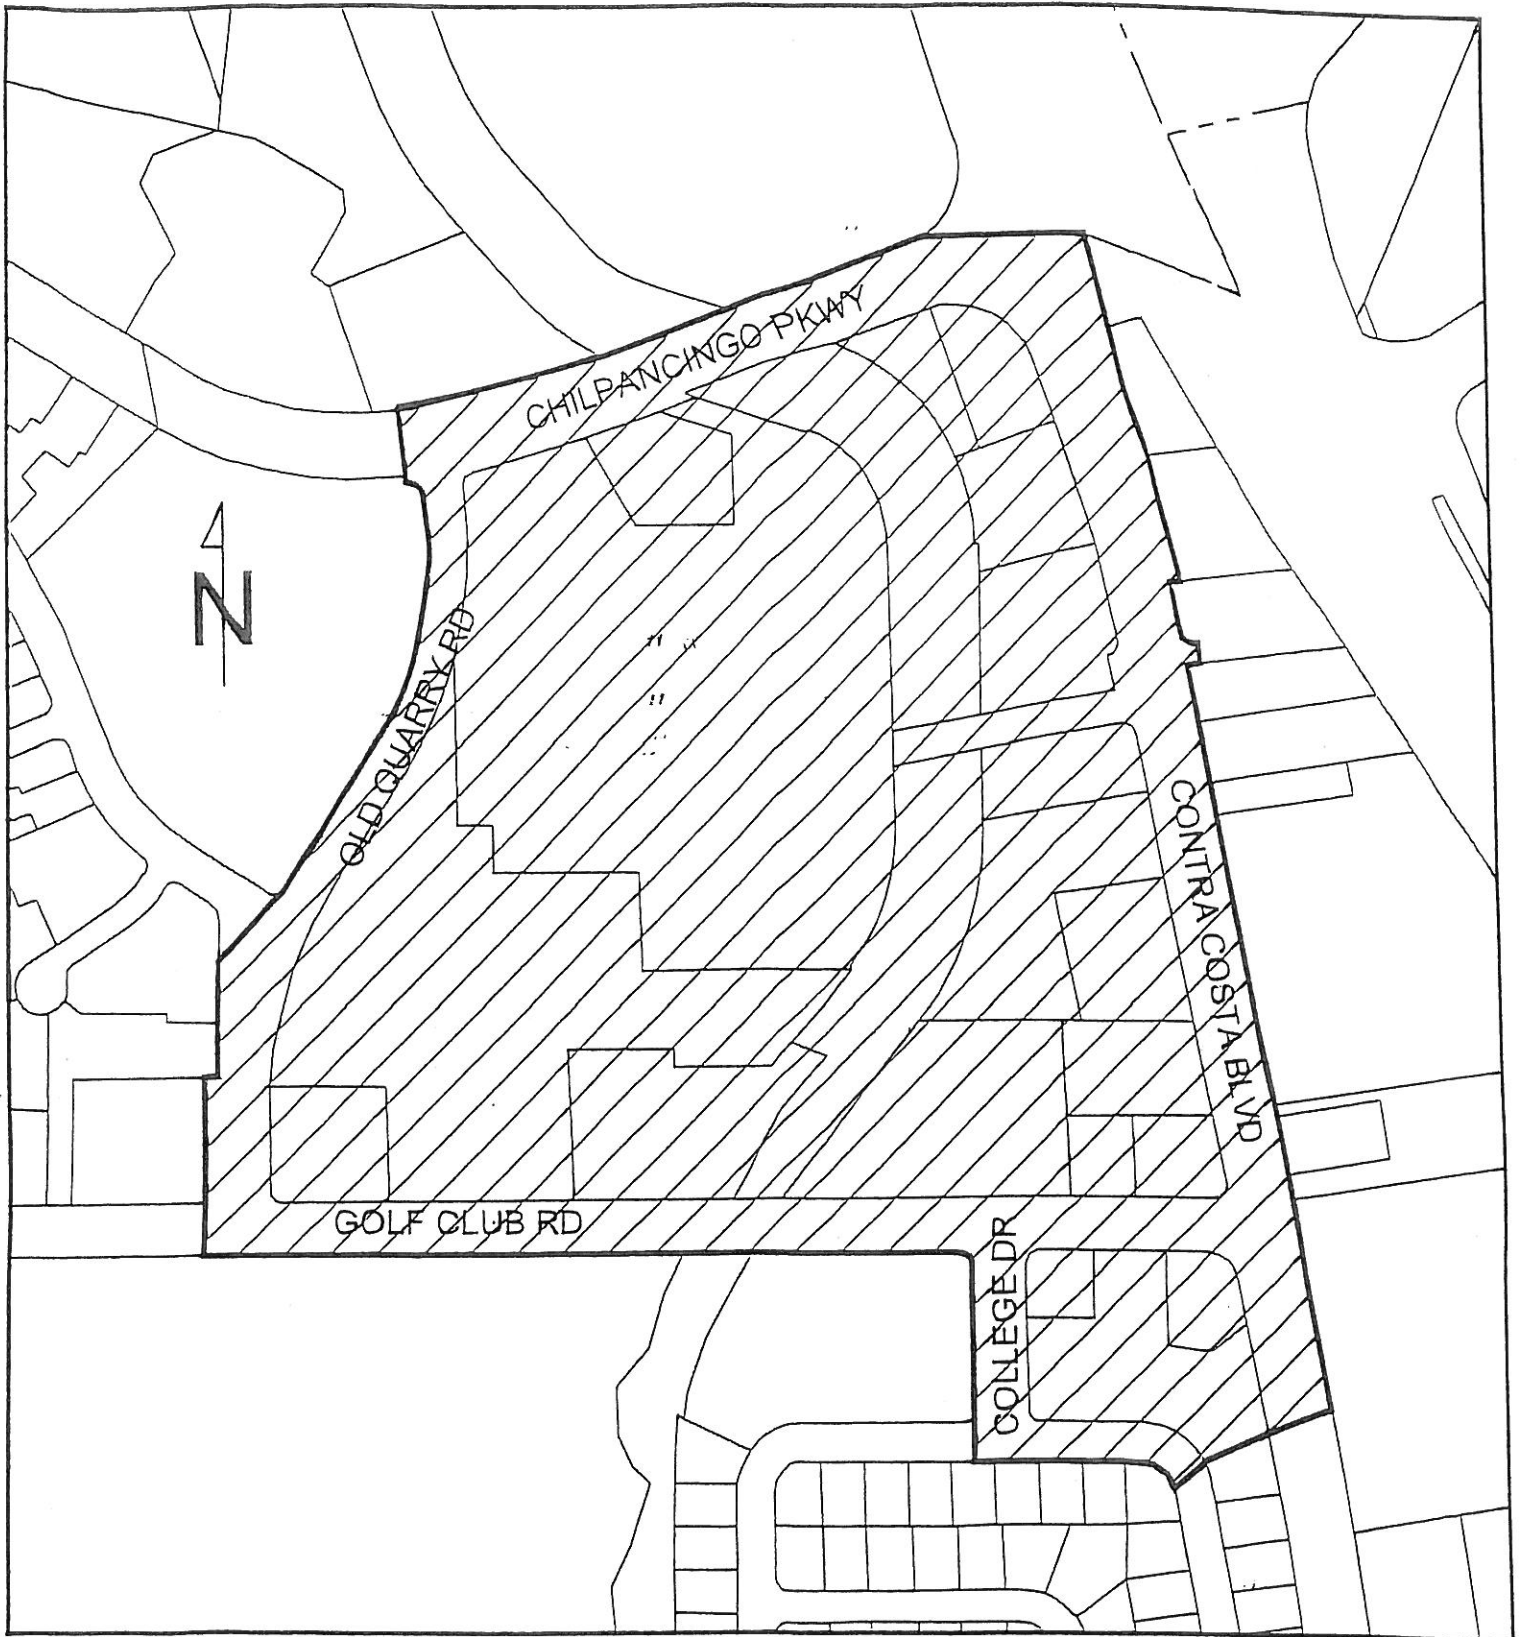 CHILPANCINGO PKWY
N
OLD QUARRY RD
CONTRA COSTA BLVD
GOLF CLUB RD
COLLEGE DR